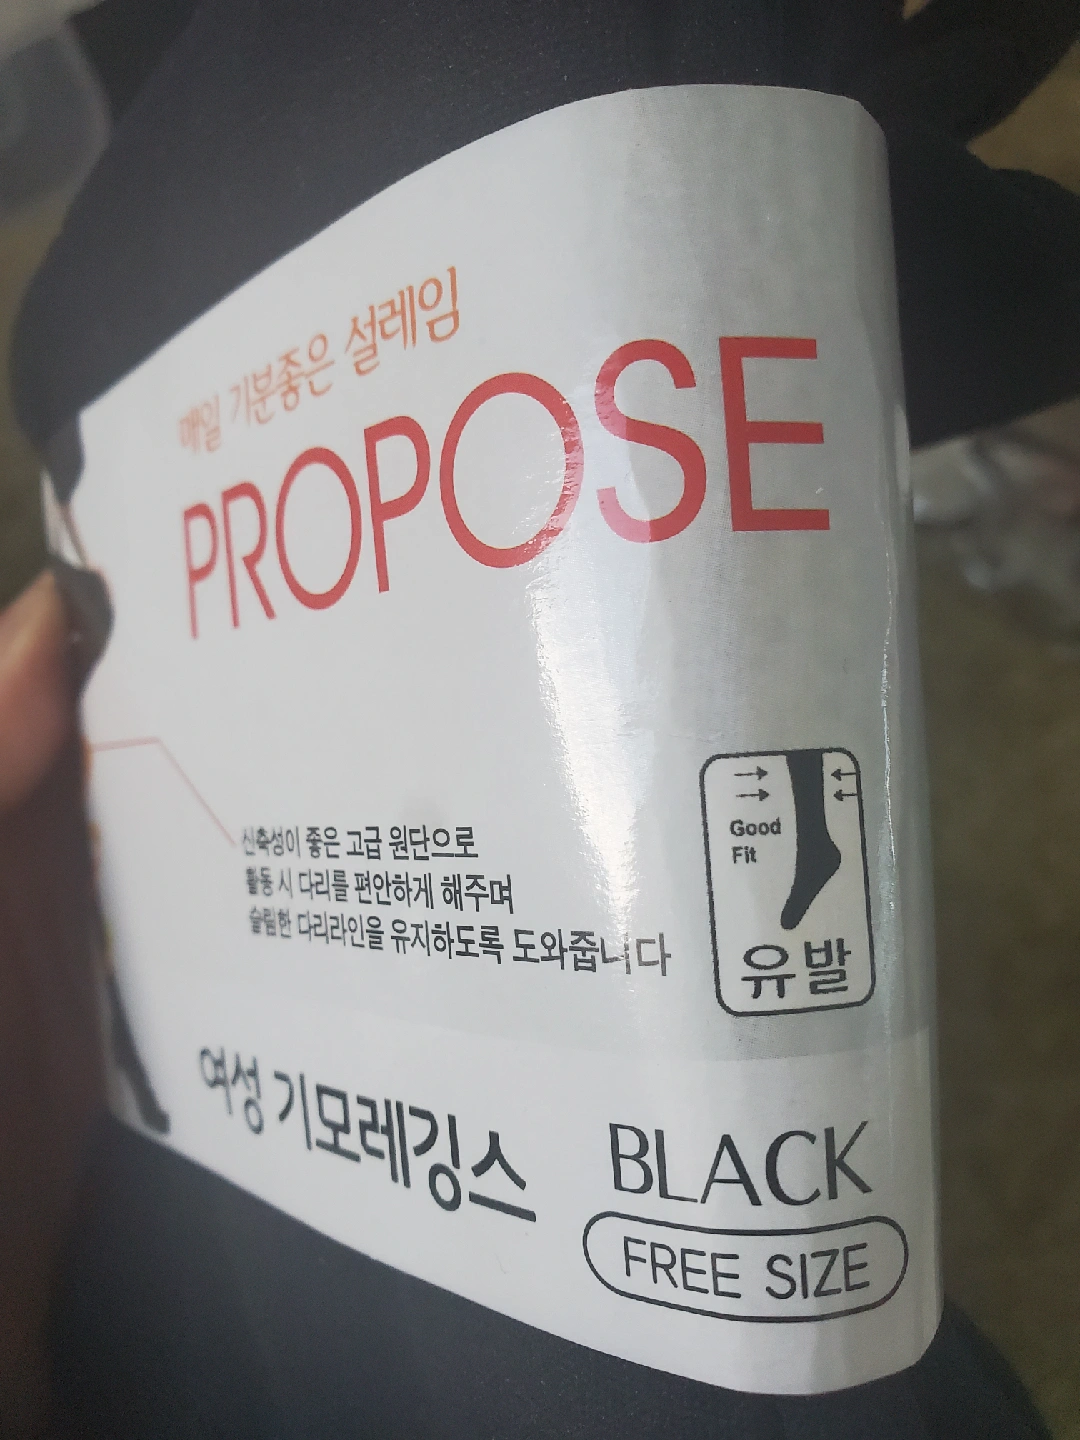 매일 기분좋은 설레임
PROPOSE
신축성이 좋은 고급 원단으로
활동 시 다리를 편안하게 해주며
슬림한 다리라인을 유지하도록 도와줍니다
Good
Fit
유발
여성 기모레깅스
BLACK
FREE SIZE